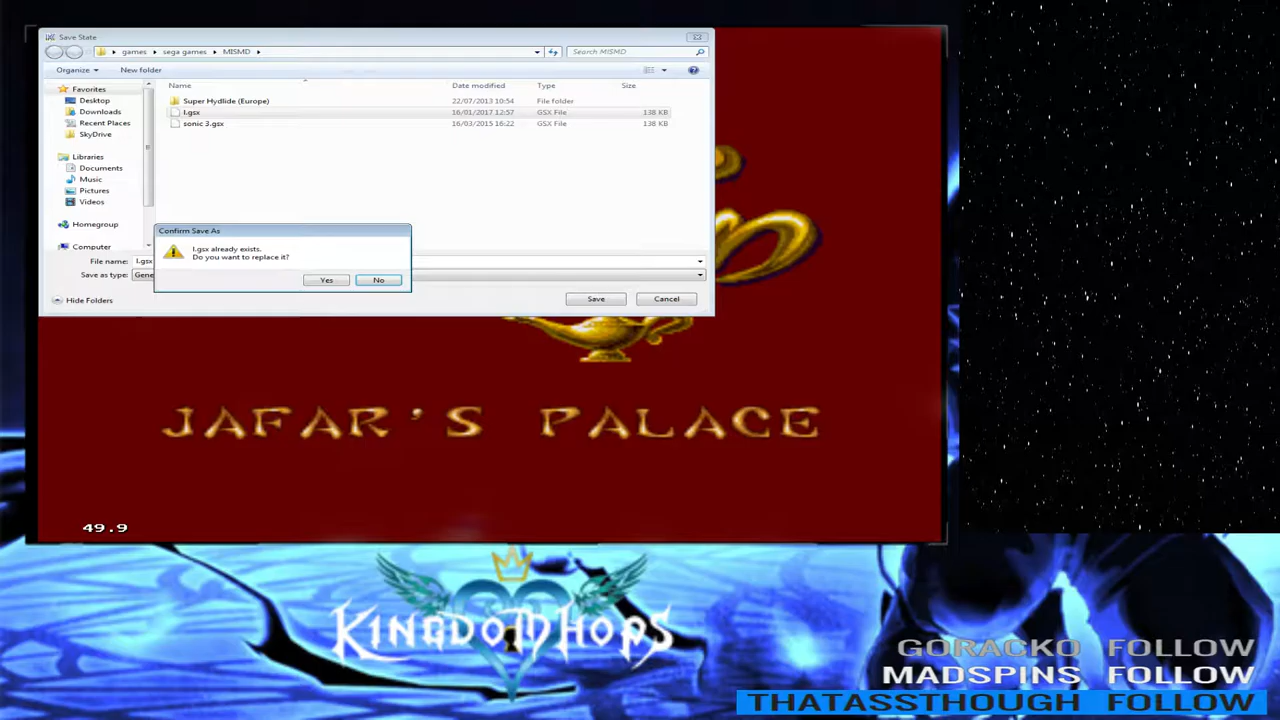 Save State
games ▸ sega games ▸ MISMD ▸
Search MISMD
Organize
New folder
Name
Date modified
Type
Size
Favorites
Desktop
Downloads
Recent Places
SkyDrive
Libraries
Documents
Music
Pictures
Videos
Homegroup
Computer
Super Hydlide (Europe) 22/07/2013 10:54 File folder
l.gsx 16/01/2017 12:57 GSX File 138 KB
sonic 3.gsx 16/03/2015 16:22 GSX File 138 KB
Confirm Save As
l.gsx already exists.
Do you want to replace it?
Yes
No
File name: l.gsx
Save as type: Gene
Hide Folders
Save
Cancel
JAFAR'S PALACE
49.9
KINGDOMHOPS
GORACKO FOLLOW
MADSPINS FOLLOW
THATASSTHOUGH FOLLOW